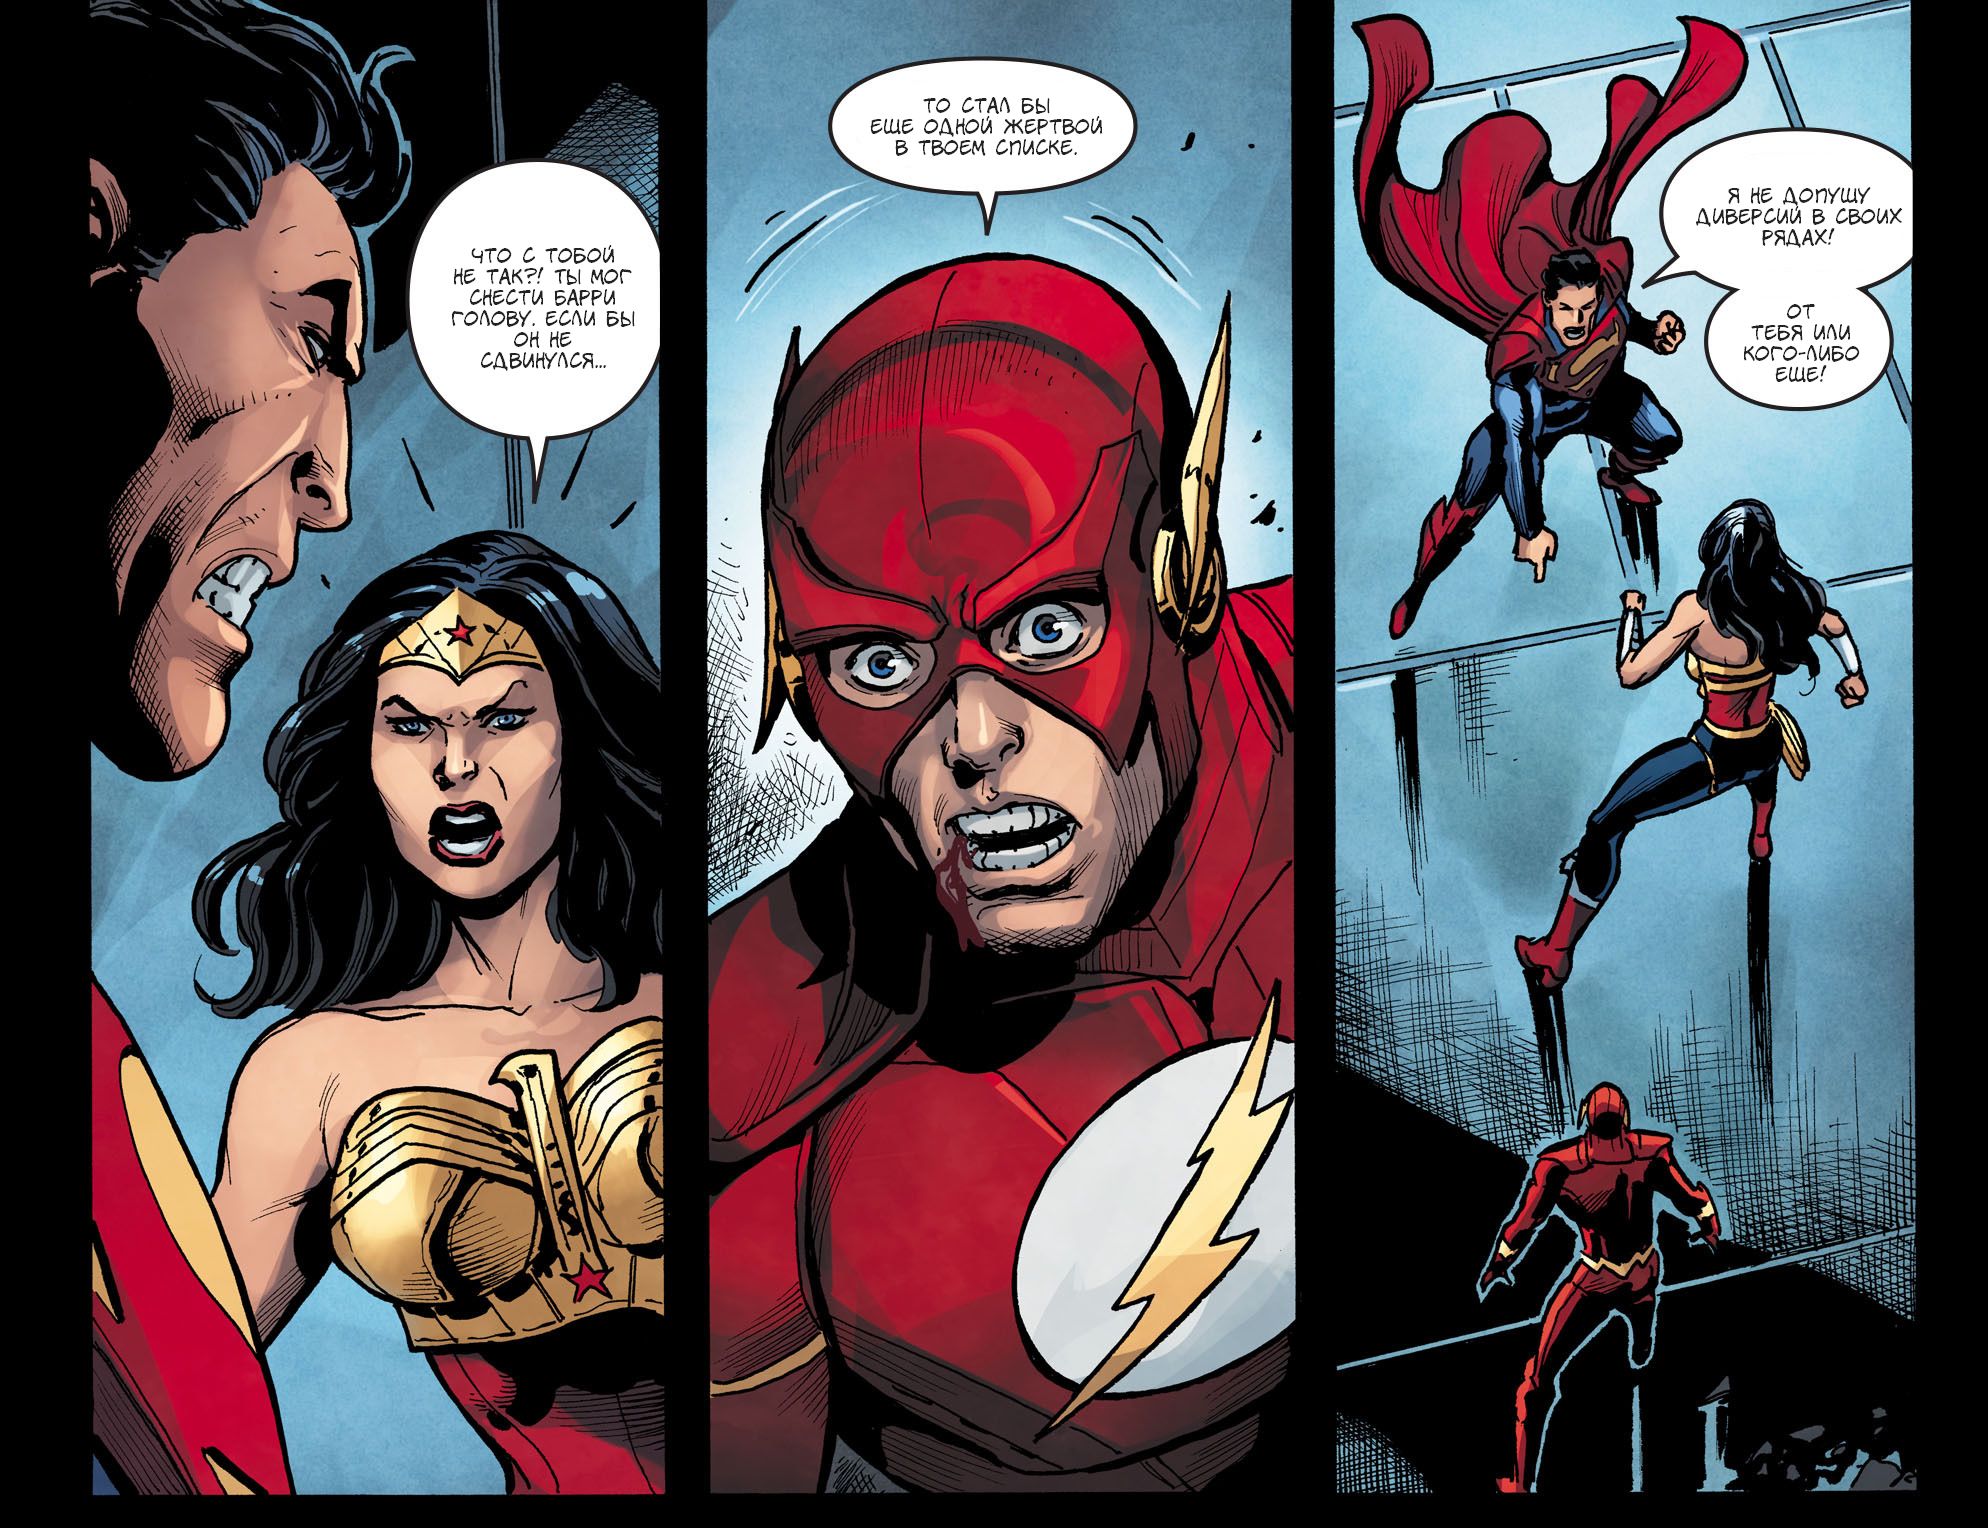 ЧТО С ТОБОЙ
НЕ ТАК?! ТЫ МОГ
СНЕСТИ БАРРИ
ГОЛОВУ. ЕСЛИ БЫ
ОН НЕ
СДВИНУЛСЯ...
ТО СТАЛ БЫ
ЕЩЕ ОДНОЙ ЖЕРТВОЙ
В ТВОЕМ СПИСКЕ.
Я НЕ ДОПУЩУ
ДИВЕРСИЙ В СВОИХ
РЯДАХ!
ОТ
ТЕБЯ ИЛИ
КОГО-ЛИБО
ЕЩЕ!